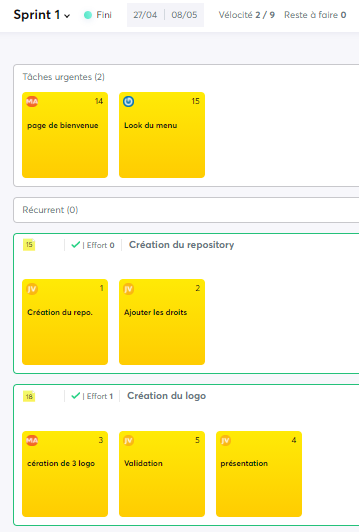 Sprint 1 Fini 27/04 | 08/05 Vélocité 2 / 9 Reste à faire 0
Tâches urgentes (2)
MA 14 15
page de bienvenue Look du menu
Récurrent (0)
15 | Effort 0 Création du repository
JV 1 JV 2
Création du repo. Ajouter les droits
18 | Effort 1 Création du logo
MA 3 JV 5 JV 4
cération de 3 logo Validation présentation